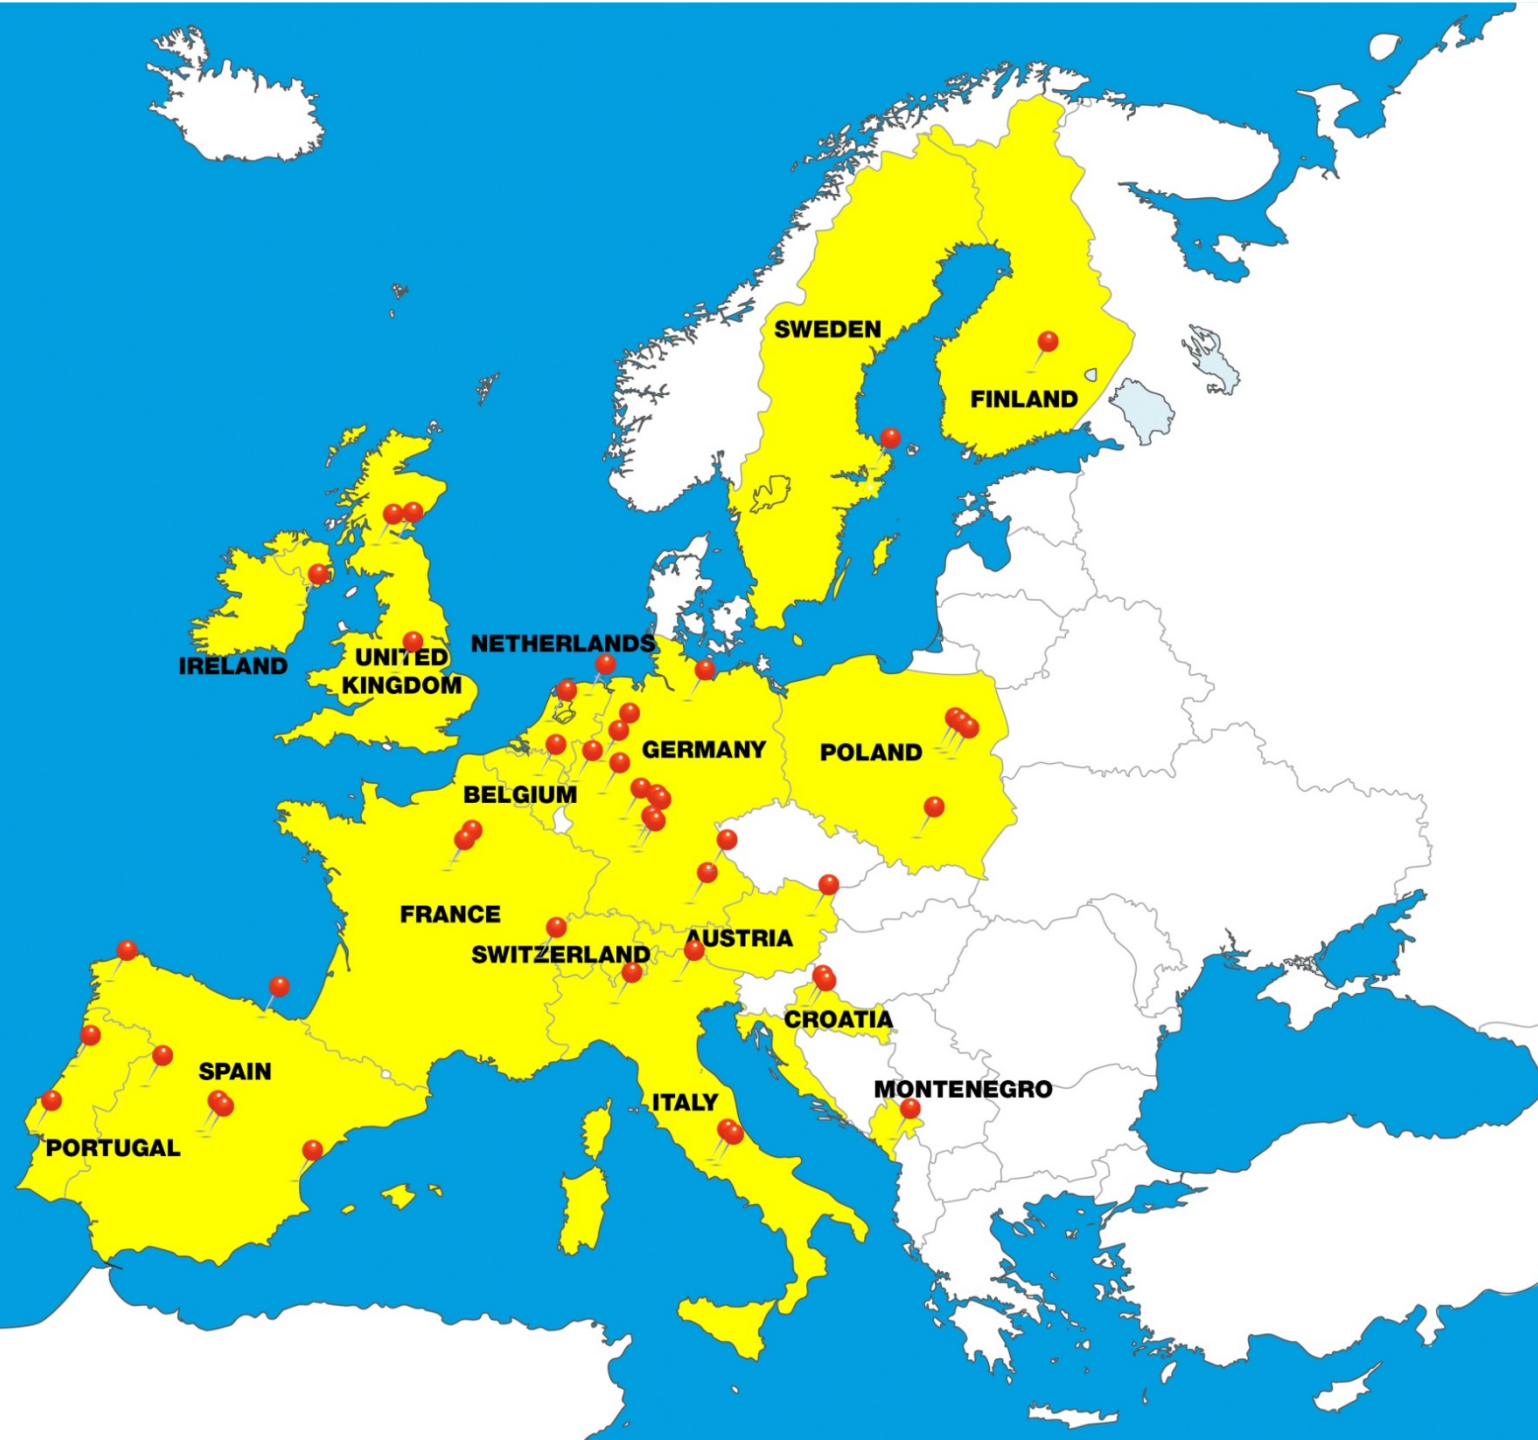 SWEDEN
FINLAND
NETHERLANDS
IRELAND
UNITED
KINGDOM
GERMANY
POLAND
BELGIUM
FRANCE
SWITZERLAND
AUSTRIA
CROATIA
SPAIN
MONTENEGRO
ITALY
PORTUGAL